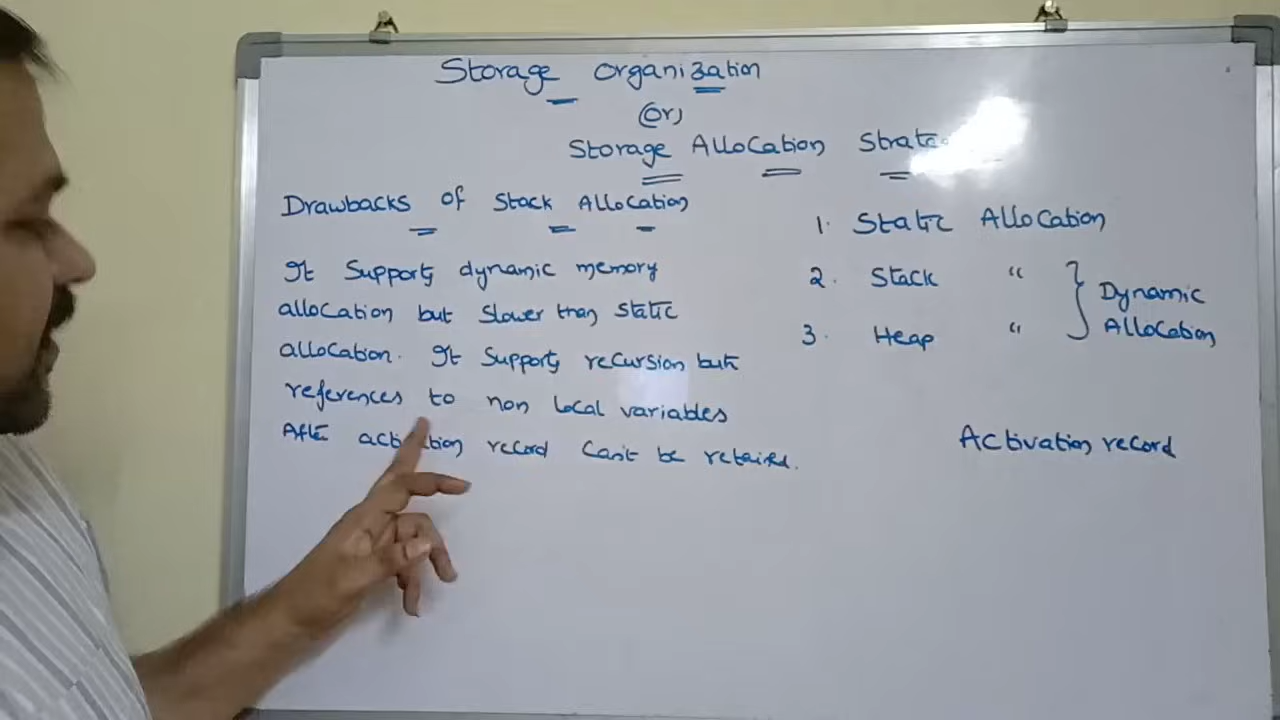 Storage Organization
(or)
Storage Allocation
Drawbacks of Stack Allocation
It Supports dynamic memory
allocation but slower than static
allocation. It Supports recursion but
references to non local variables
After activation record Can't be retained.
1. Static Allocation
2. Stack "
3. Heap "
} Dynamic
Allocation
Activation record